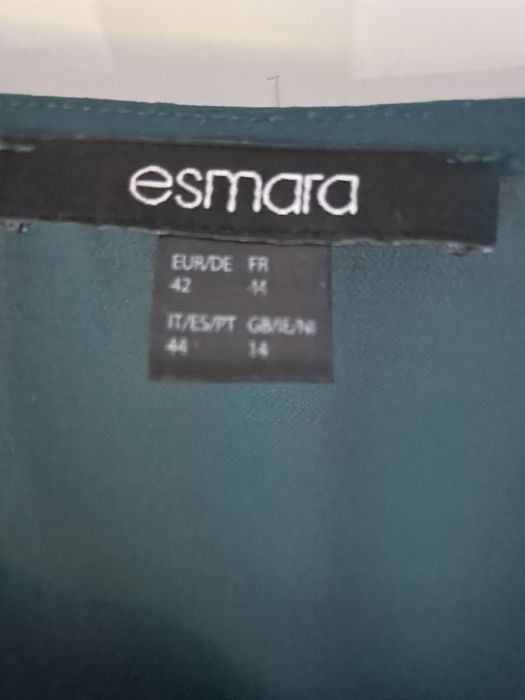 esmara
EUR/DE FR
42 44
IT/ES/PT GB/IE/NI
44 14